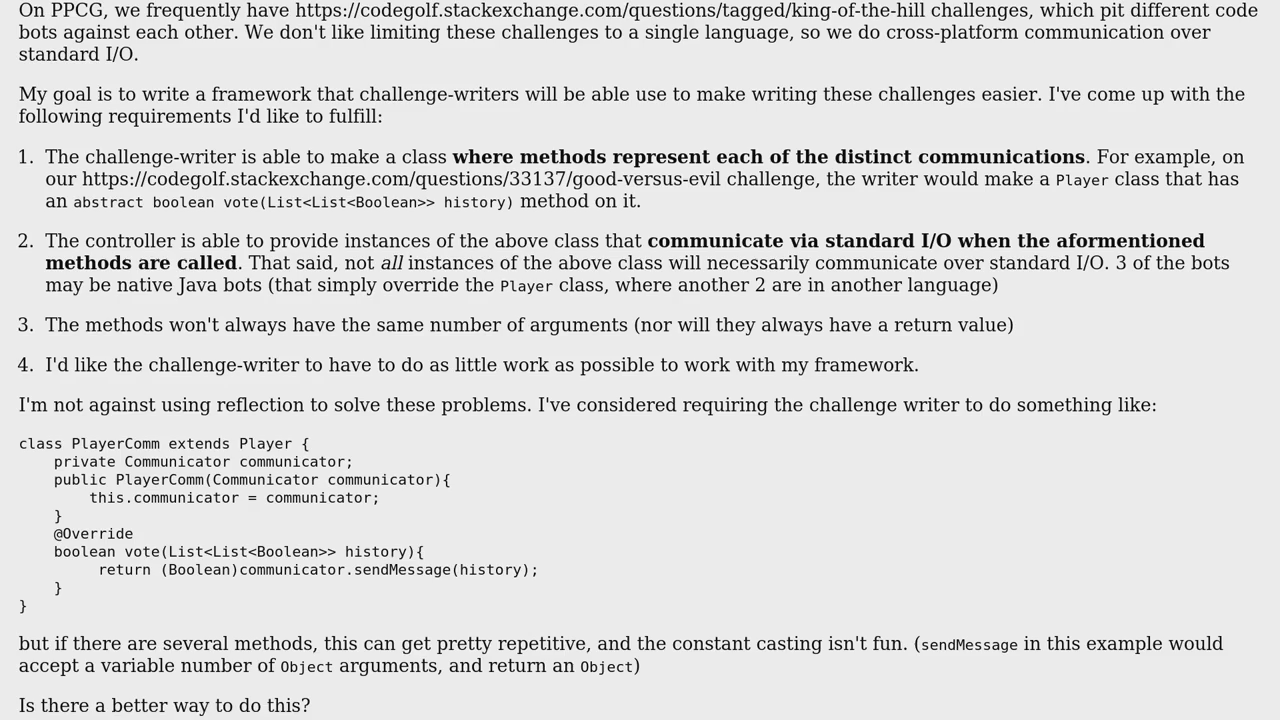 On PPCG, we frequently have https://codegolf.stackexchange.com/questions/tagged/king-of-the-hill challenges, which pit different code
bots against each other. We don't like limiting these challenges to a single language, so we do cross-platform communication over
standard I/O.
My goal is to write a framework that challenge-writers will be able use to make writing these challenges easier. I've come up with the
following requirements I'd like to fulfill:
1. The challenge-writer is able to make a class where methods represent each of the distinct communications. For example, on
our https://codegolf.stackexchange.com/questions/33137/good-versus-evil challenge, the writer would make a Player class that has
an abstract boolean vote(List<List<Boolean>> history) method on it.
2. The controller is able to provide instances of the above class that communicate via standard I/O when the aformentioned
methods are called. That said, not all instances of the above class will necessarily communicate over standard I/O. 3 of the bots
may be native Java bots (that simply override the Player class, where another 2 are in another language)
3. The methods won't always have the same number of arguments (nor will they always have a return value)
4. I'd like the challenge-writer to have to do as little work as possible to work with my framework.
I'm not against using reflection to solve these problems. I've considered requiring the challenge writer to do something like:
class PlayerComm extends Player {
    private Communicator communicator;
    public PlayerComm(Communicator communicator){
        this.communicator = communicator;
    }
    @Override
    boolean vote(List<List<Boolean>> history){
         return (Boolean)communicator.sendMessage(history);
    }
}
but if there are several methods, this can get pretty repetitive, and the constant casting isn't fun. (sendMessage in this example would
accept a variable number of Object arguments, and return an Object)
Is there a better way to do this?